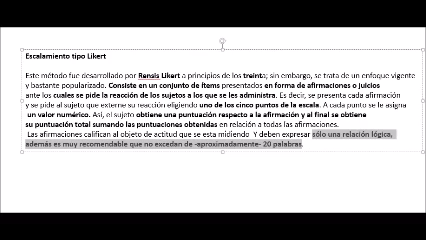 Escalamiento tipo Likert
Este método fue desarrollado por Rensis Likert a principios de los treinta; sin embargo, se trata de un enfoque vigente
y bastante popularizado. Consiste en un conjunto de ítems presentados en forma de afirmaciones o juicios
ante los cuales se pide la reacción de los sujetos a los que se les administra. Es decir, se presenta cada afirmación
y se pide al sujeto que externe su reacción eligiendo uno de los cinco puntos de la escala. A cada punto se le asigna
un valor numérico. Así, el sujeto obtiene una puntuación respecto a la afirmación y al final se obtiene
su puntuación total sumando las puntuaciones obtenidas en relación a todas las afirmaciones.
Las afirmaciones califican al objeto de actitud que se esta midiendo Y deben expresar sólo una relación lógica,
además es muy recomendable que no excedan de -aproximadamente- 20 palabras.